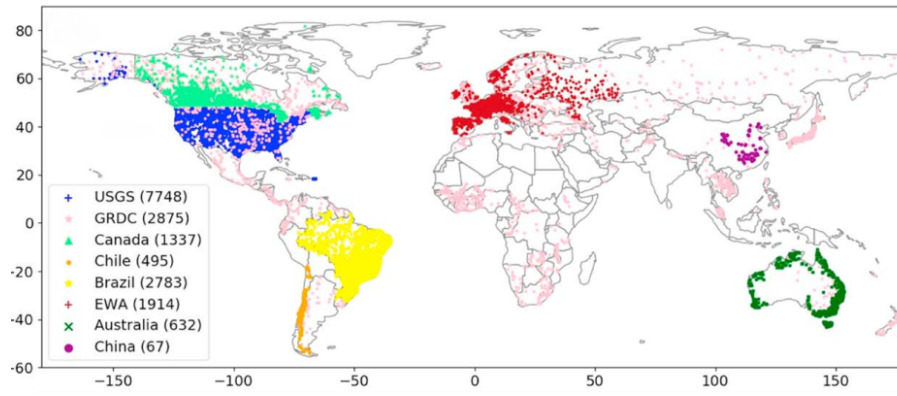 80
60
40
20
0
-20
-40
-60
USGS (7748)
GRDC (2875)
Canada (1337)
Chile (495)
Brazil (2783)
EWA (1914)
Australia (632)
China (67)
−150
−100
−50
0
50
100
150